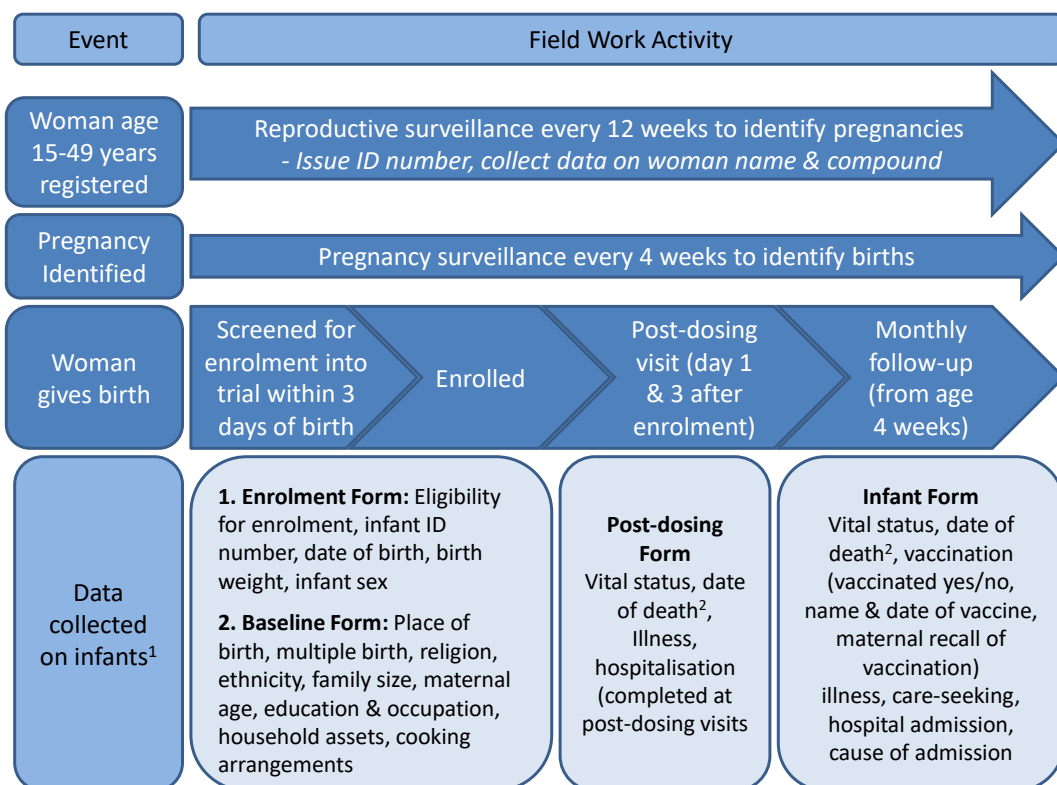 Event
Field Work Activity
Woman age
15-49 years
registered
Reproductive surveillance every 12 weeks to identify pregnancies
- Issue ID number, collect data on woman name & compound
Pregnancy
Identified
Pregnancy surveillance every 4 weeks to identify births
Woman
gives birth
Screened for
enrolment into
trial within 3
days of birth
Enrolled
Post-dosing
visit (day 1
& 3 after
enrolment)
Monthly
follow-up
(from age
4 weeks)
Data
collected
on infants¹
1. Enrolment Form: Eligibility
for enrolment, infant ID
number, date of birth, birth
weight, infant sex
2. Baseline Form: Place of
birth, multiple birth, religion,
ethnicity, family size, maternal
age, education & occupation,
household assets, cooking
arrangements
Post-dosing
Form
Vital status, date
of death²,
Illness,
hospitalisation
(completed at
post-dosing visits
Infant Form
Vital status, date of
death², vaccination
(vaccinated yes/no,
name & date of vaccine,
maternal recall of
vaccination)
illness, care-seeking,
hospital admission,
cause of admission